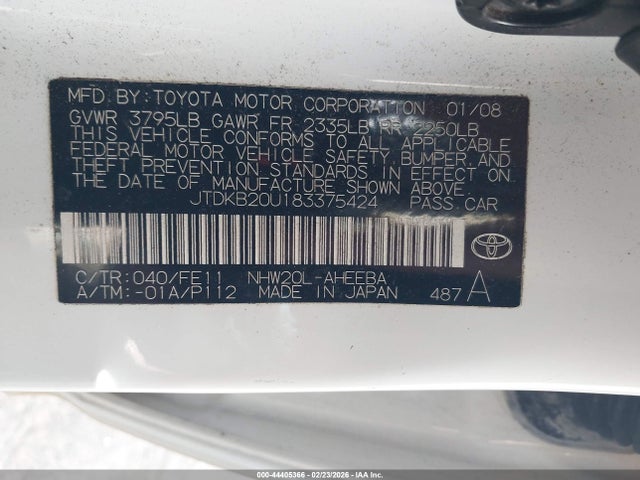 MFD. BY: TOYOTA MOTOR CORPORATION 01/08
GVWR 3795LB GAWR FR 2335LB RR 2250LB
THIS VEHICLE CONFORMS TO ALL APPLICABLE
FEDERAL MOTOR VEHICLE SAFETY, BUMPER, AND
THEFT PREVENTION STANDARDS IN EFFECT ON
THE DATE OF MANUFACTURE SHOWN ABOVE.
JTDKB20U183375424 PASS.CAR
C/TR: 040/FE11 NHW20L-AHEEBA
A/TM: -01A/P112 MADE IN JAPAN 487 A
TOYOTA
000-44405366 - 02/23/2026 - IAAI.CA